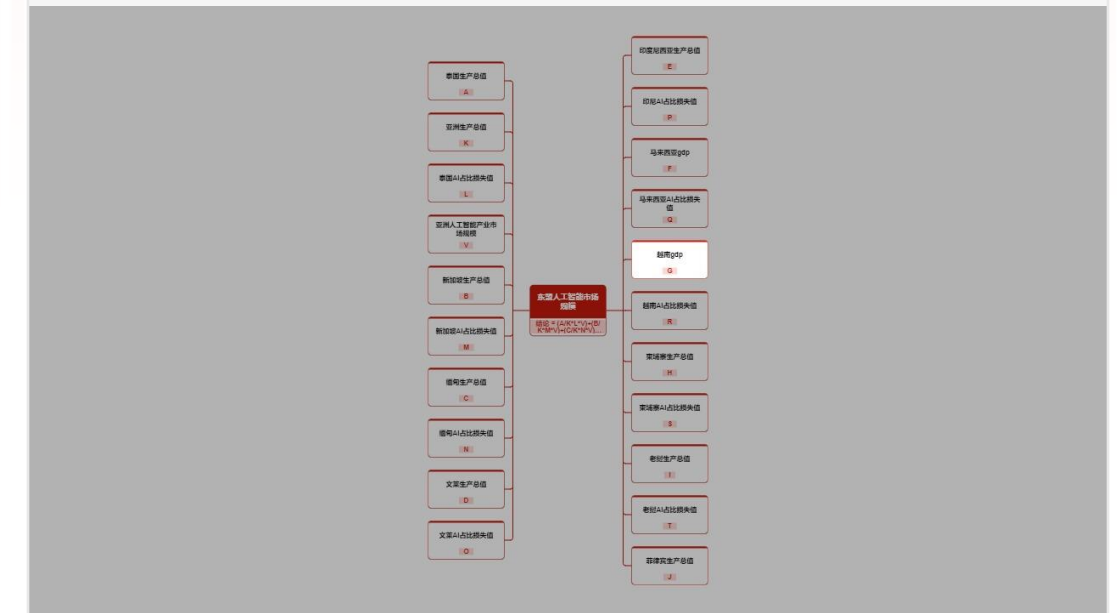 泰国生产总值
A
亚洲生产总值
K
泰国AI占比损失值
L
亚洲人工智能产业市
场规模
V
新加坡生产总值
B
新加坡AI占比损失值
M
缅甸生产总值
C
缅甸AI占比损失值
N
文莱生产总值
D
文莱AI占比损失值
O
东盟人工智能市场
规模
结论 = (A/K*L*V)+(B/
K*M*V)+(C/K*N*V)...
印度尼西亚生产总值
E
印尼AI占比损失值
P
马来西亚gdp
F
马来西亚AI占比损失
值
Q
越南gdp
G
越南AI占比损失值
R
柬埔寨生产总值
H
柬埔寨AI占比损失值
S
老挝生产总值
I
老挝AI占比损失值
T
菲律宾生产总值
J